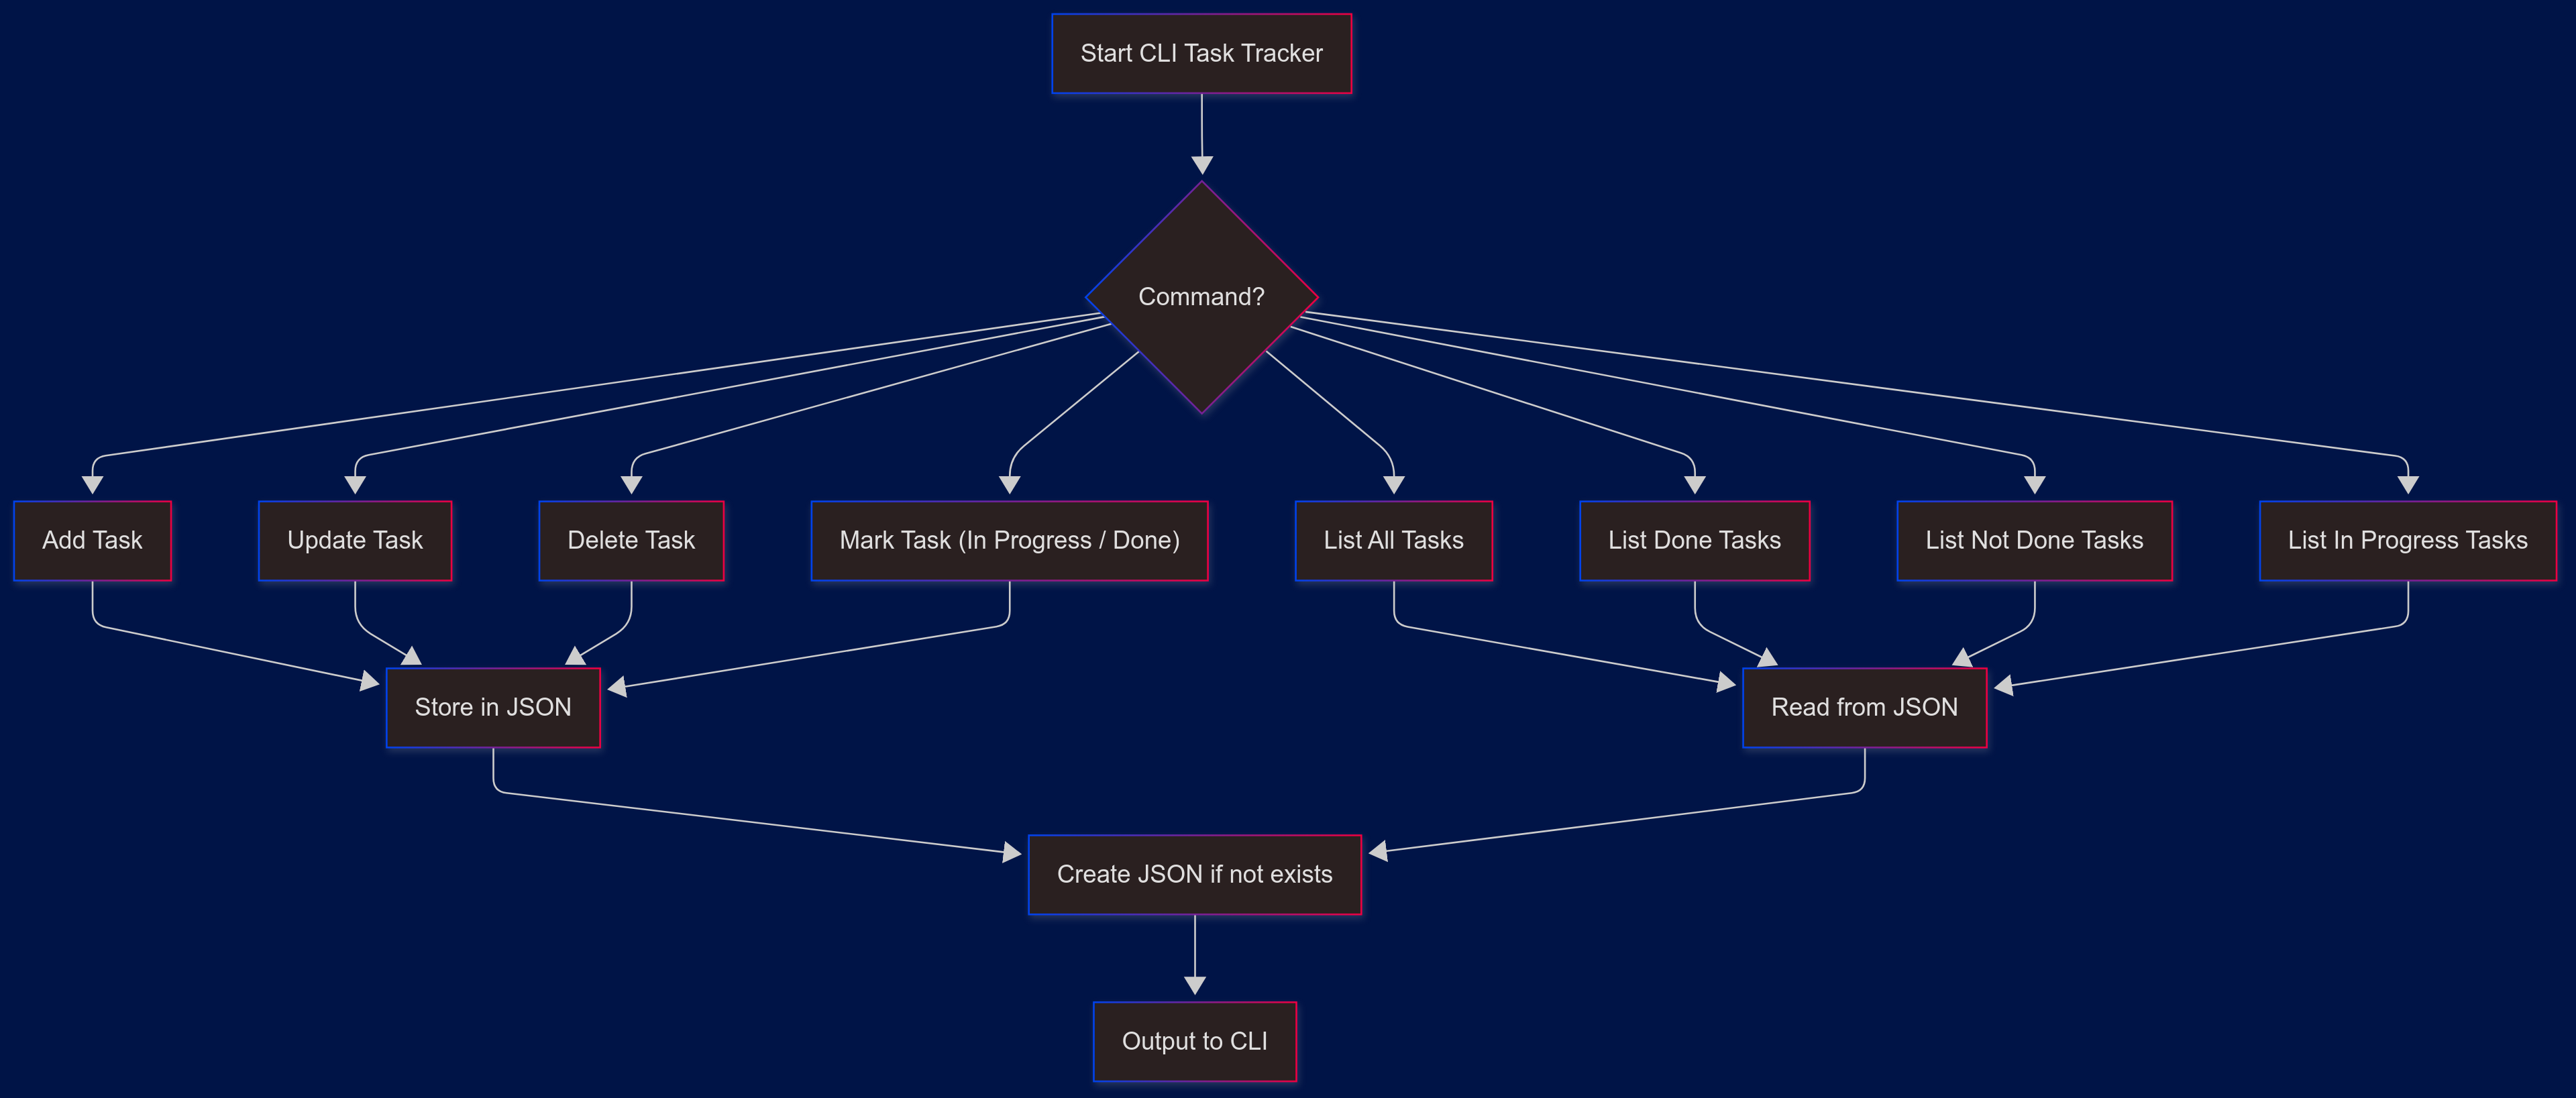 Start CLI Task Tracker
Command?
Add Task
Update Task
Delete Task
Mark Task (In Progress / Done)
List All Tasks
List Done Tasks
List Not Done Tasks
List In Progress Tasks
Store in JSON
Read from JSON
Create JSON if not exists
Output to CLI